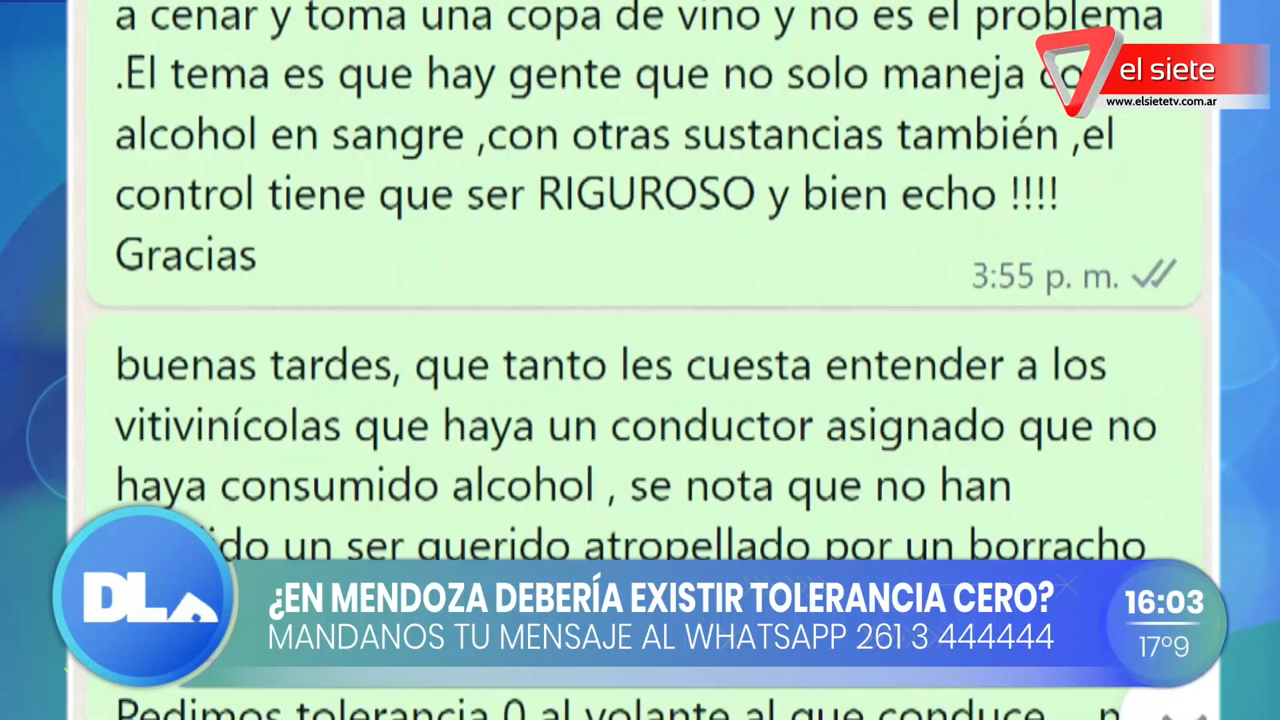 a cenar y toma una copa de vino y no es el problema
.El tema es que hay gente que no solo maneja
alcohol en sangre ,con otras sustancias también ,el
control tiene que ser RIGUROSO y bien echo !!!!
Gracias
3:55 p. m.
el siete
www.elsietetv.com.ar
buenas tardes, que tanto les cuesta entender a los
vitivinícolas que haya un conductor asignado que no
haya consumido alcohol , se nota que no han
un ser querido atropellado por un borracho
DLA
¿EN MENDOZA DEBERÍA EXISTIR TOLERANCIA CERO?
MANDANOS TU MENSAJE AL WHATSAPP 261 3 444444
16:03
17º9
Pedimos tolerancia 0 al volante al que conduce